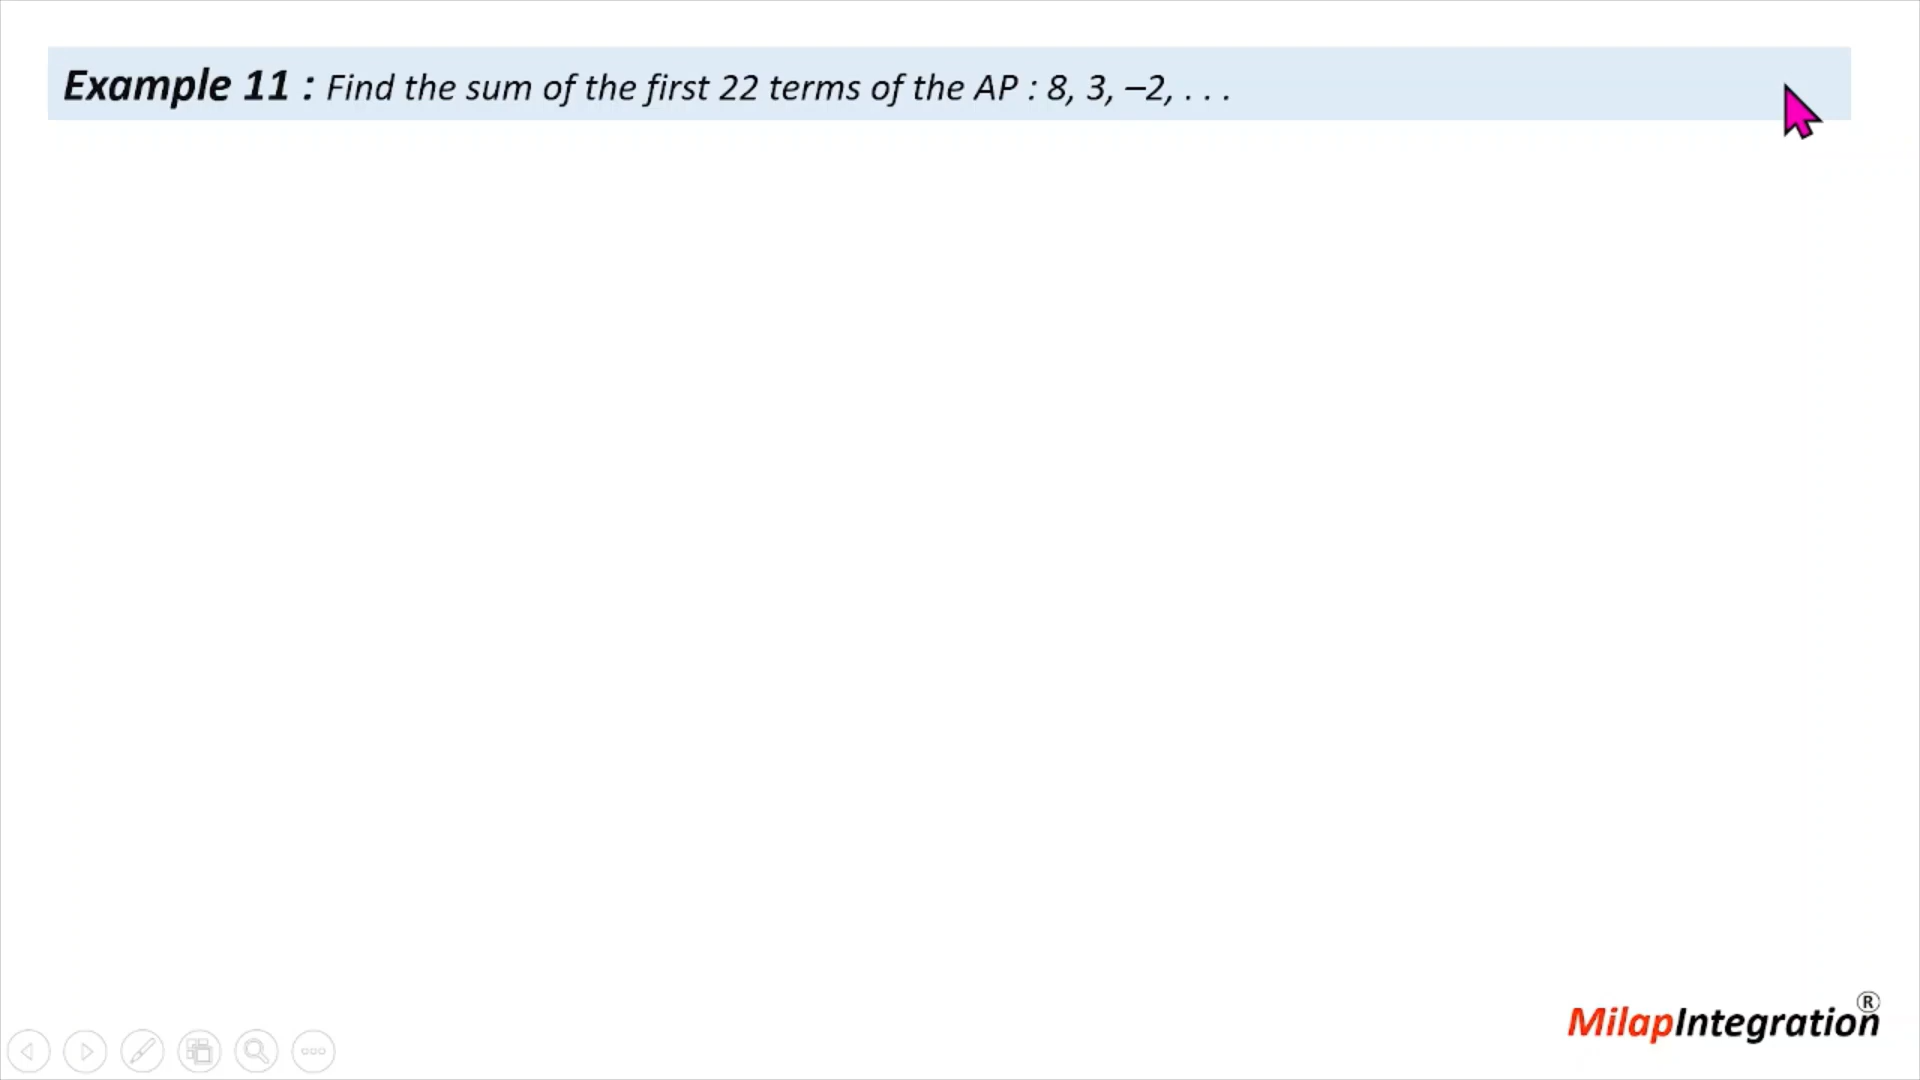 Example 11 : Find the sum of the first 22 terms of the AP : 8, 3, –2, . . .
MilapIntegration®